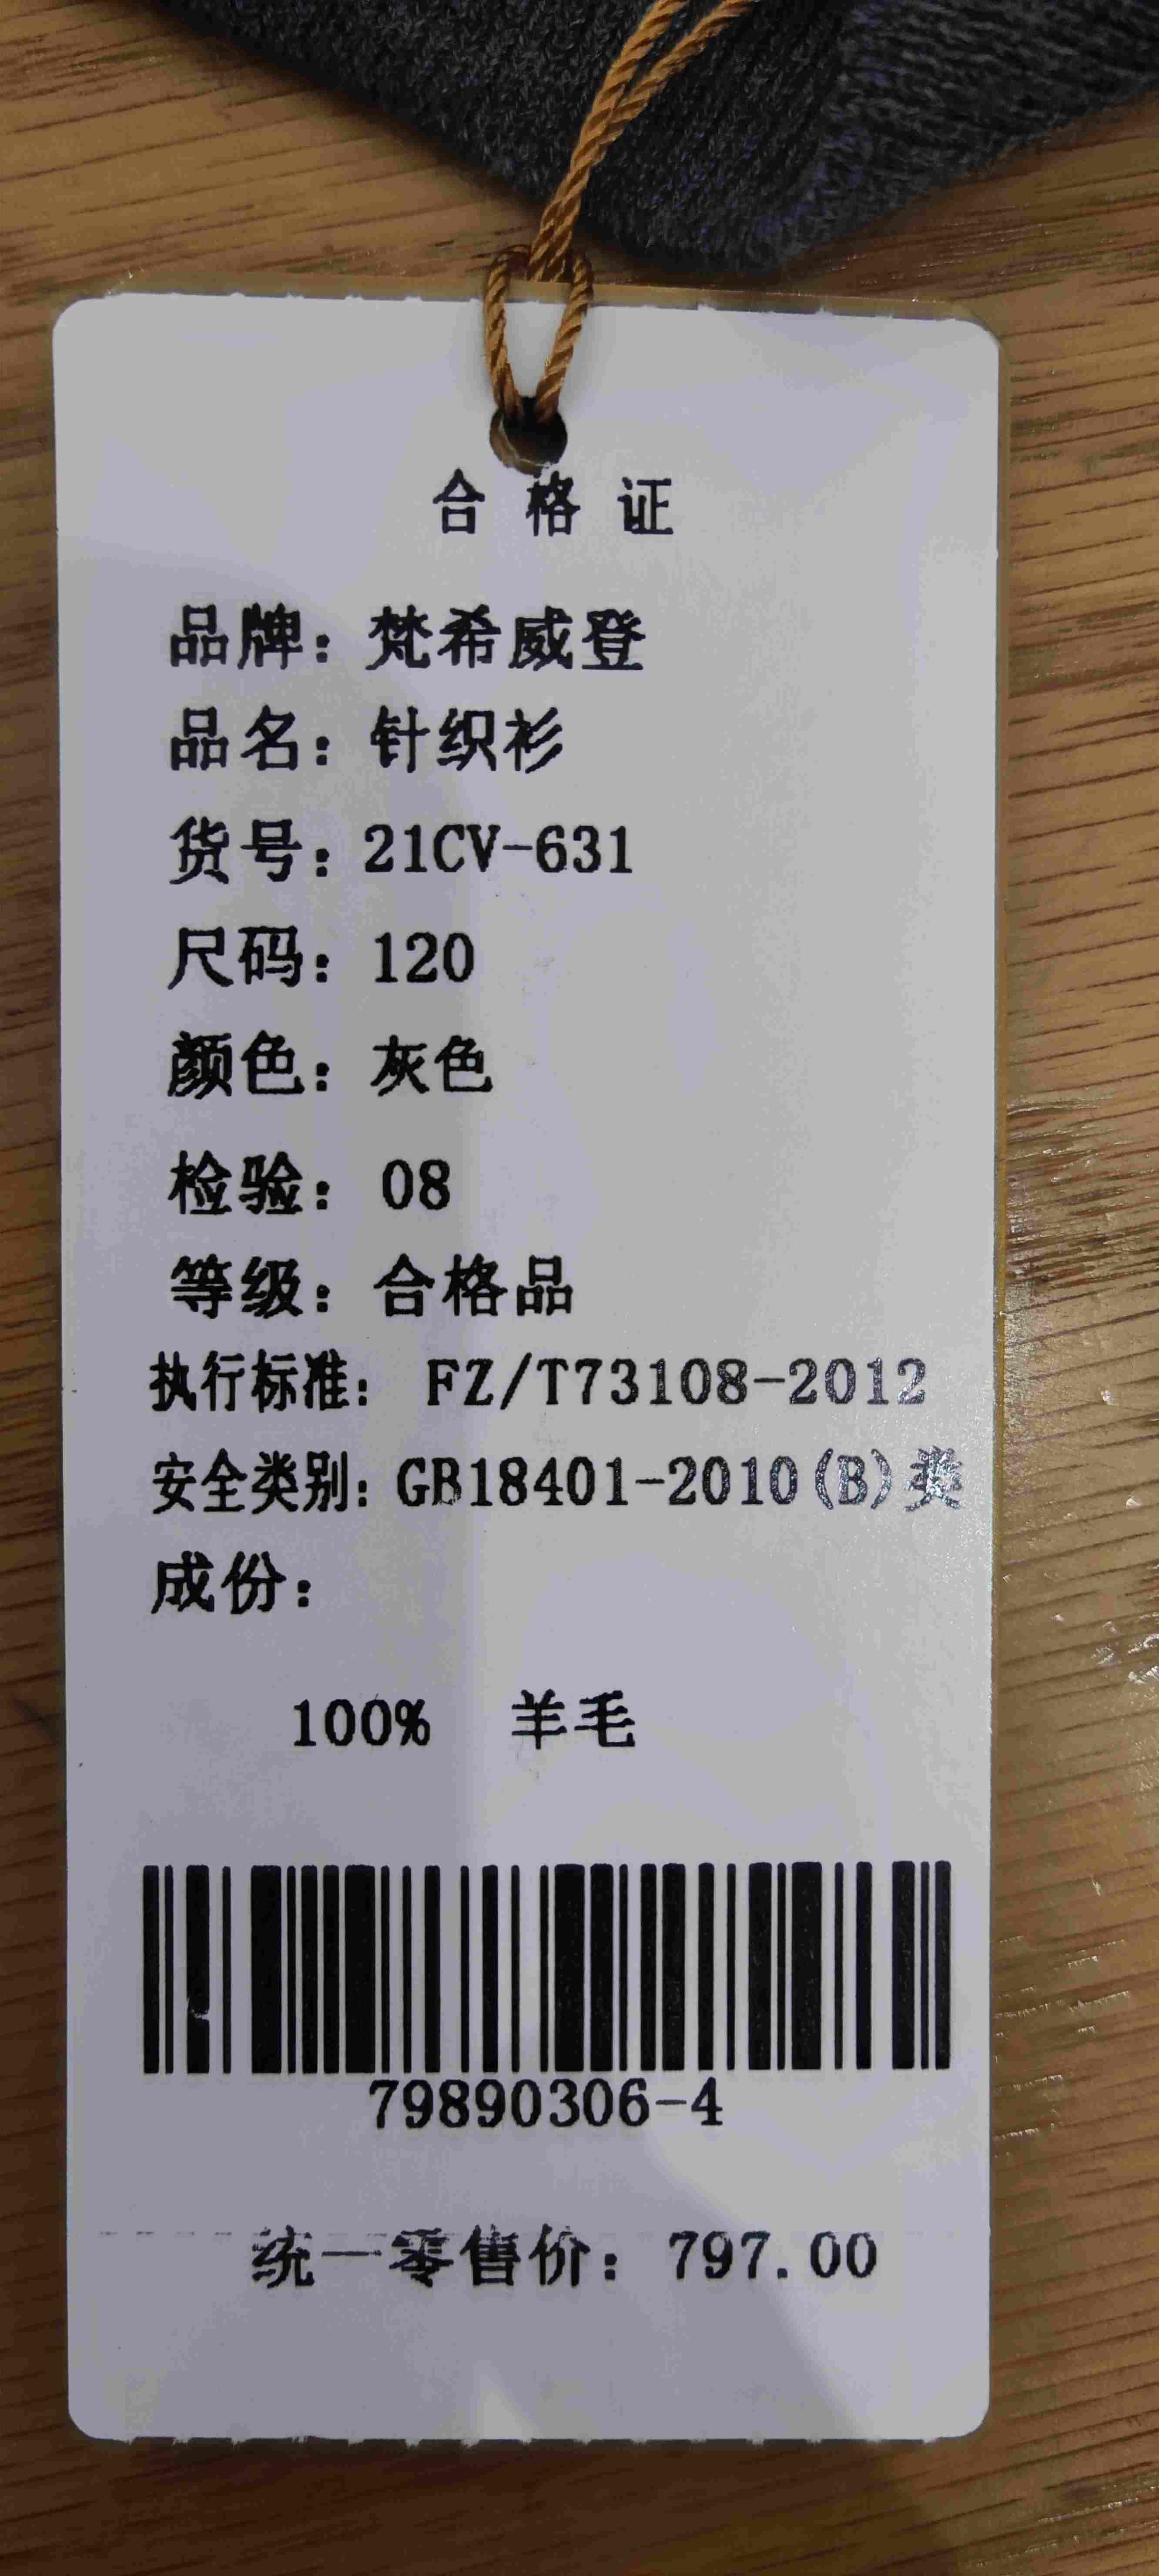 合格证
品牌：梵希威登
品名：针织衫
货号：21CV-631
尺码：120
颜色：灰色
检验：08
等级：合格品
执行标准：FZ/T73108-2012
安全类别：GB18401-2010(B)类
成份：
100% 羊毛
79890306-4
统一零售价：797.00